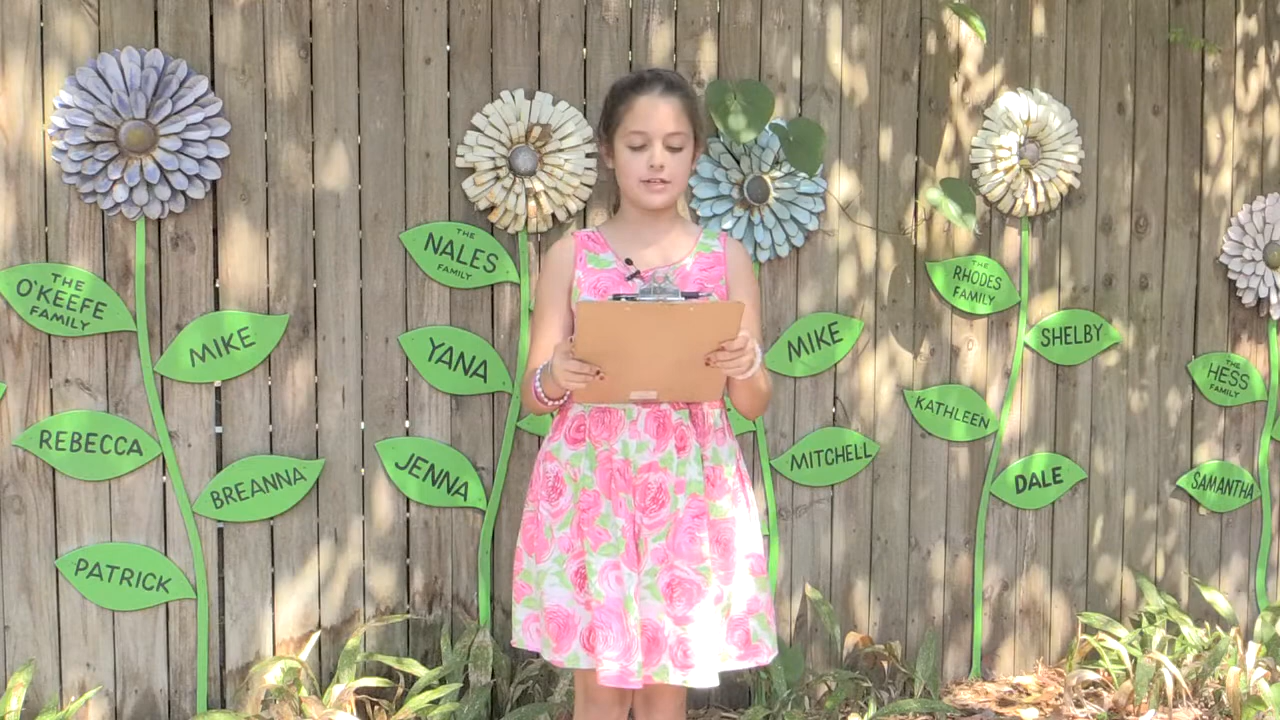 THE
O'KEEFE
FAMILY
MIKE
REBECCA
BREANNA
PATRICK
THE
NALES
FAMILY
YANA
JENNA
MIKE
MITCHELL
THE
RHODES
FAMILY
SHELBY
KATHLEEN
DALE
THE
HESS
FAMILY
SAMANTHA